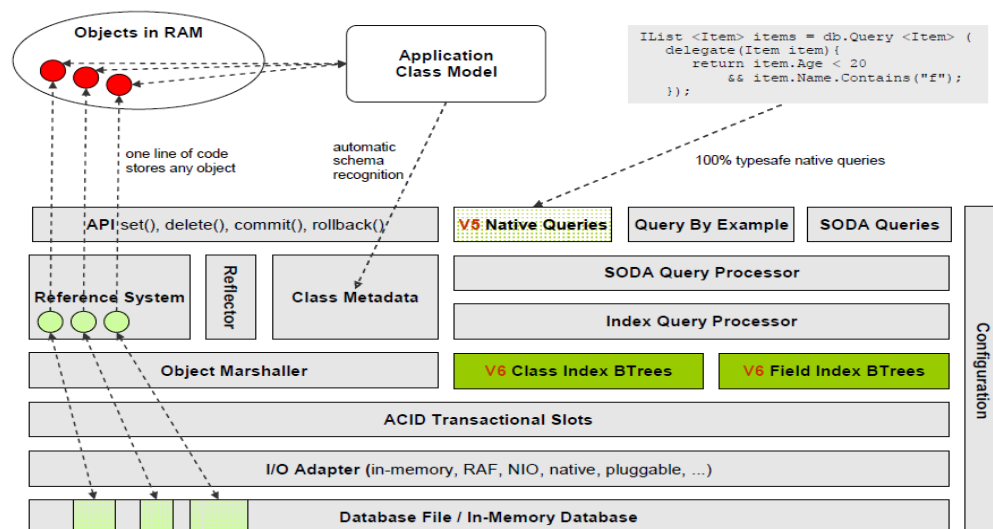 Objects in RAM
Application
Class Model
IList <Item> items = db.Query <Item> (
delegate(Item item){
return item.Age < 20
&& item.Name.Contains("f");
});
one line of code
stores any object
automatic
schema
recognition
100% typesafe native queries
API set(), delete(), commit(), rollback()
V5 Native Queries
Query By Example
SODA Queries
Reference System
Reflector
Class Metadata
SODA Query Processor
Index Query Processor
Configuration
Object Marshaller
V6 Class Index BTrees
V6 Field Index BTrees
ACID Transactional Slots
I/O Adapter (in-memory, RAF, NIO, native, pluggable, ...)
Database File / In-Memory Database